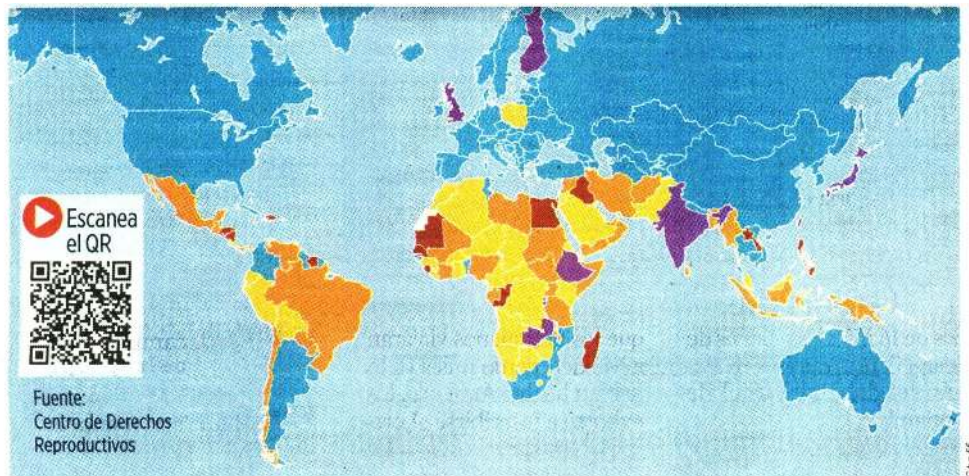 Escanea
el QR
Fuente:
Centro de Derechos
Reproductivos